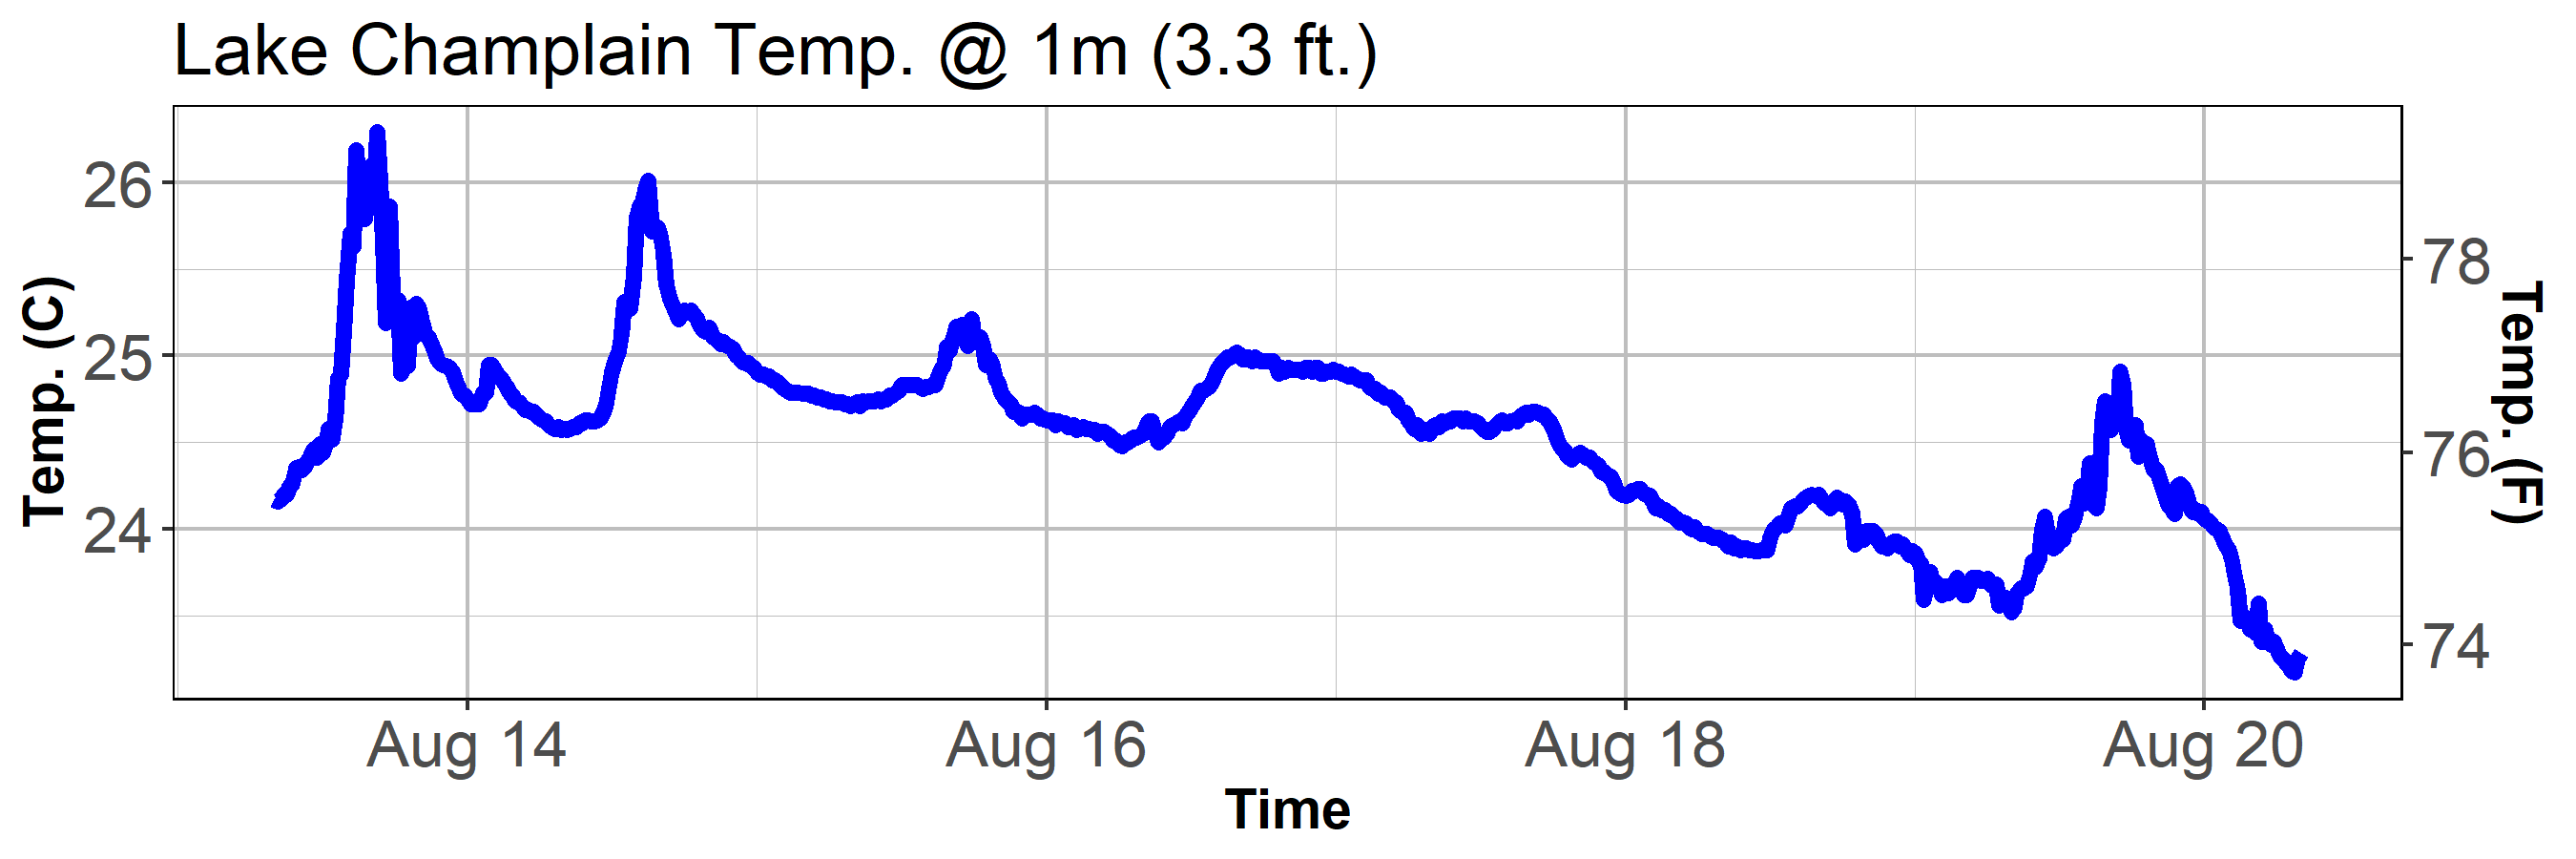 Lake Champlain Temp. @ 1m (3.3 ft.)
Temp. (C)
26
25
24
78
76
74
Temp. (F)
Aug 14
Aug 16
Aug 18
Aug 20
Time